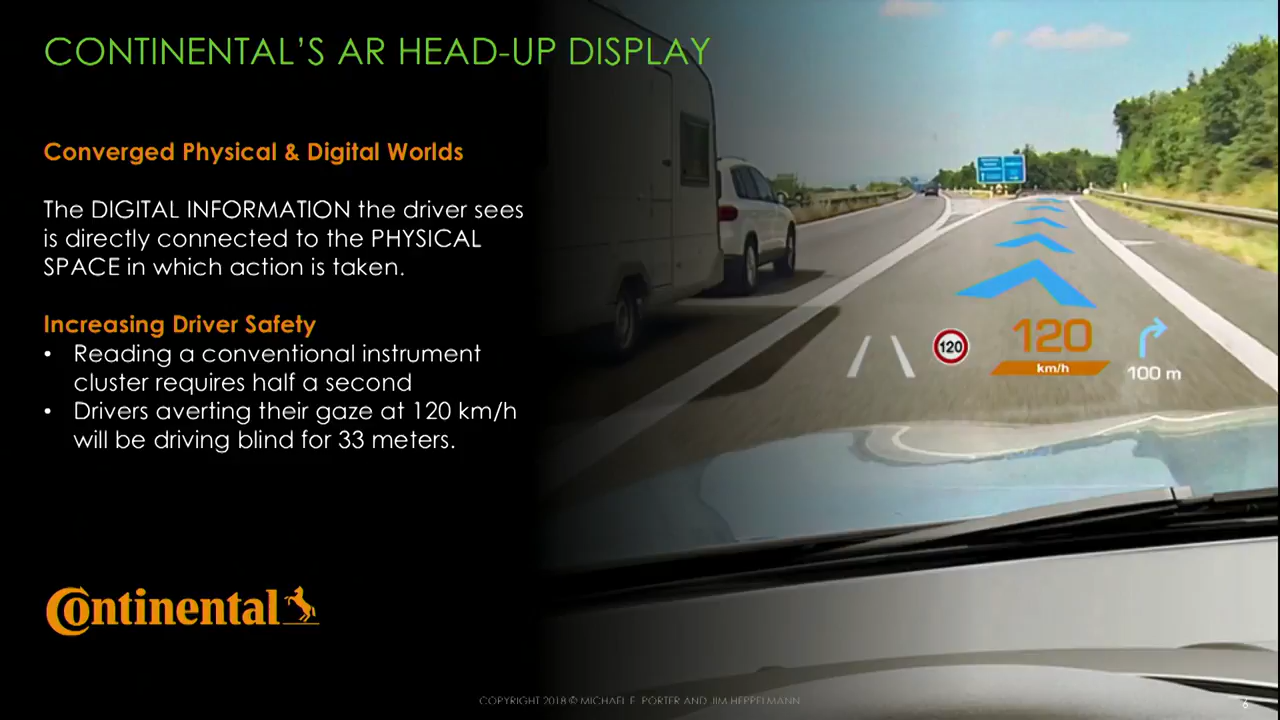 CONTINENTAL'S AR HEAD-UP DISPLAY
Converged Physical & Digital Worlds
The DIGITAL INFORMATION the driver sees
is directly connected to the PHYSICAL
SPACE in which action is taken.
Increasing Driver Safety
• Reading a conventional instrument
cluster requires half a second
• Drivers averting their gaze at 120 km/h
will be driving blind for 33 meters.
120
120
km/h
100 m
Continental
COPYRIGHT 2018 © MICHAEL E. PORTER AND JIM HEPPELMANN
6